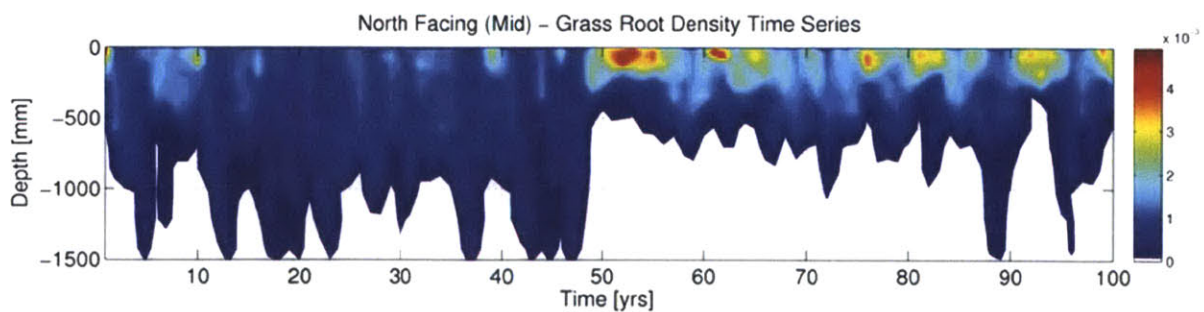 North Facing (Mid) – Grass Root Density Time Series
x 10
0
−500
−1000
−1500
Depth [mm]
10 20 30 40 50 60 70 80 90 100
Time [yrs]
4
3
2
1
0